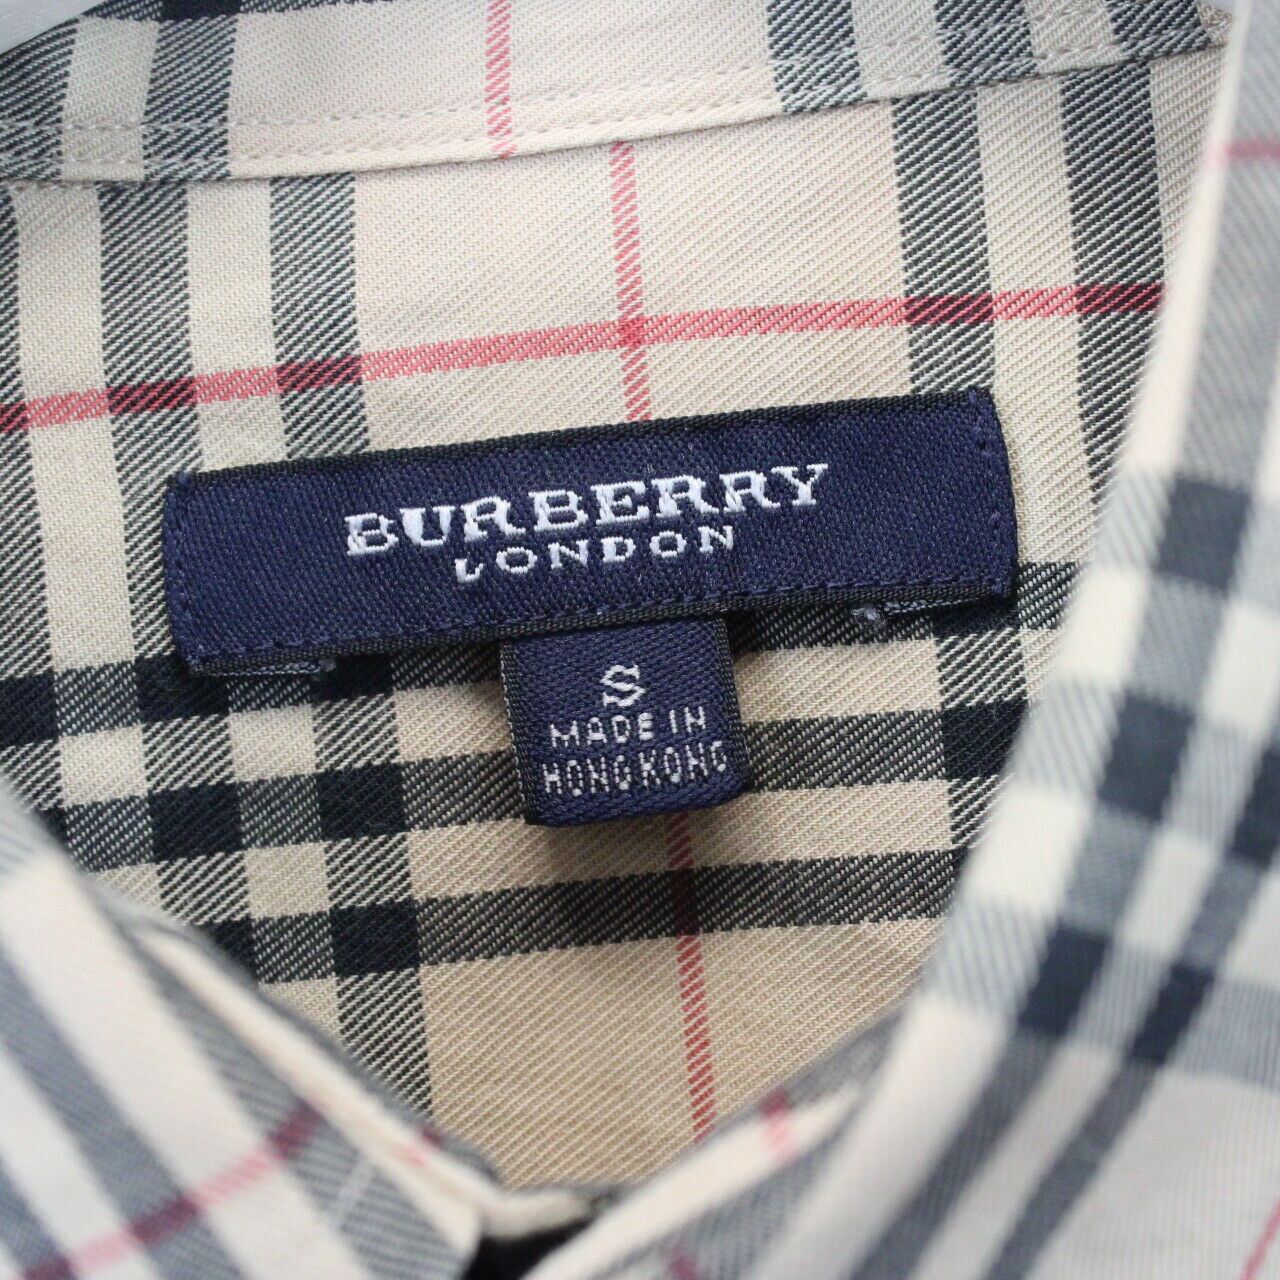 BURBERRY
LONDON
S
MADE IN
HONG KONG